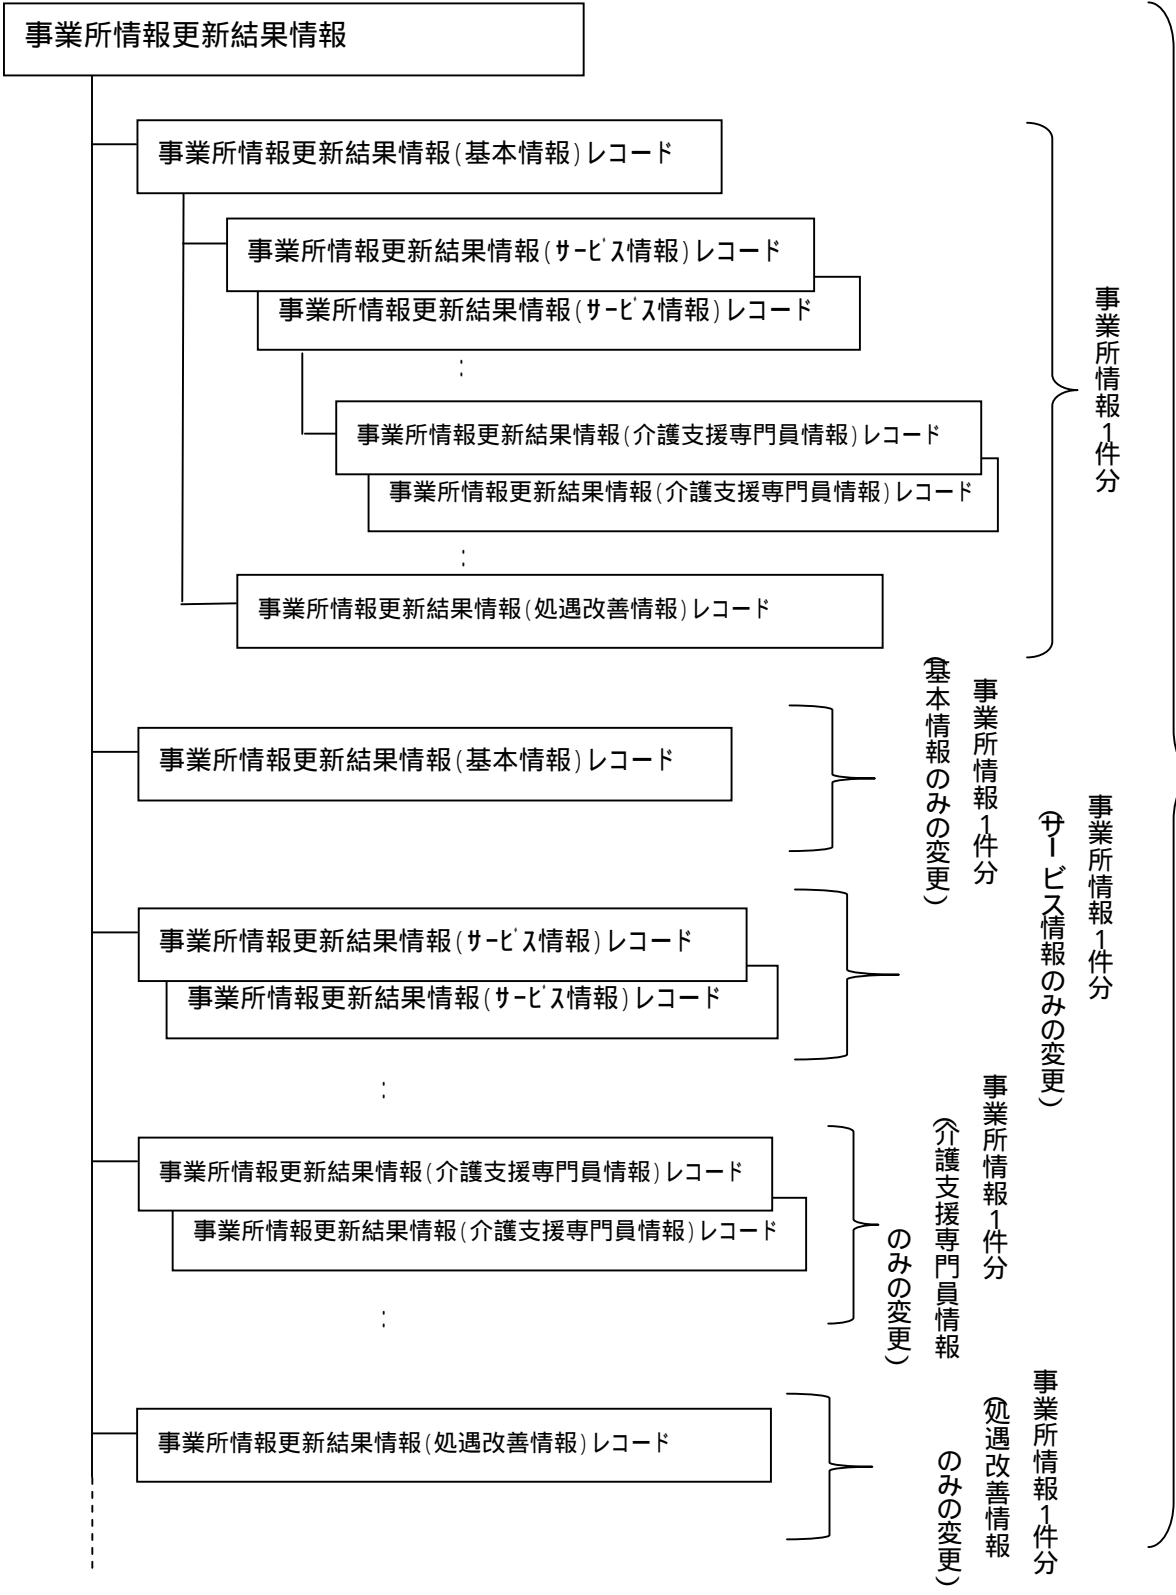 事業所情報更新結果情報
事業所情報更新結果情報(基本情報)レコード
事業所情報更新結果情報(ｻｰﾋﾞｽ情報)レコード
事業所情報更新結果情報(ｻｰﾋﾞｽ情報)レコード
：
事業所情報更新結果情報(介護支援専門員情報)レコード
事業所情報更新結果情報(介護支援専門員情報)レコード
：
事業所情報更新結果情報(処遇改善情報)レコード
事業所情報1件分
事業所情報更新結果情報(基本情報)レコード
事業所情報1件分
(基本情報のみの変更)
事業所情報更新結果情報(ｻｰﾋﾞｽ情報)レコード
事業所情報更新結果情報(ｻｰﾋﾞｽ情報)レコード
：
事業所情報1件分
(サービス情報のみの変更)
事業所情報更新結果情報(介護支援専門員情報)レコード
事業所情報更新結果情報(介護支援専門員情報)レコード
：
事業所情報1件分
(介護支援専門員情報
のみの変更)
事業所情報更新結果情報(処遇改善情報)レコード
事業所情報1件分
(処遇改善情報
のみの変更)